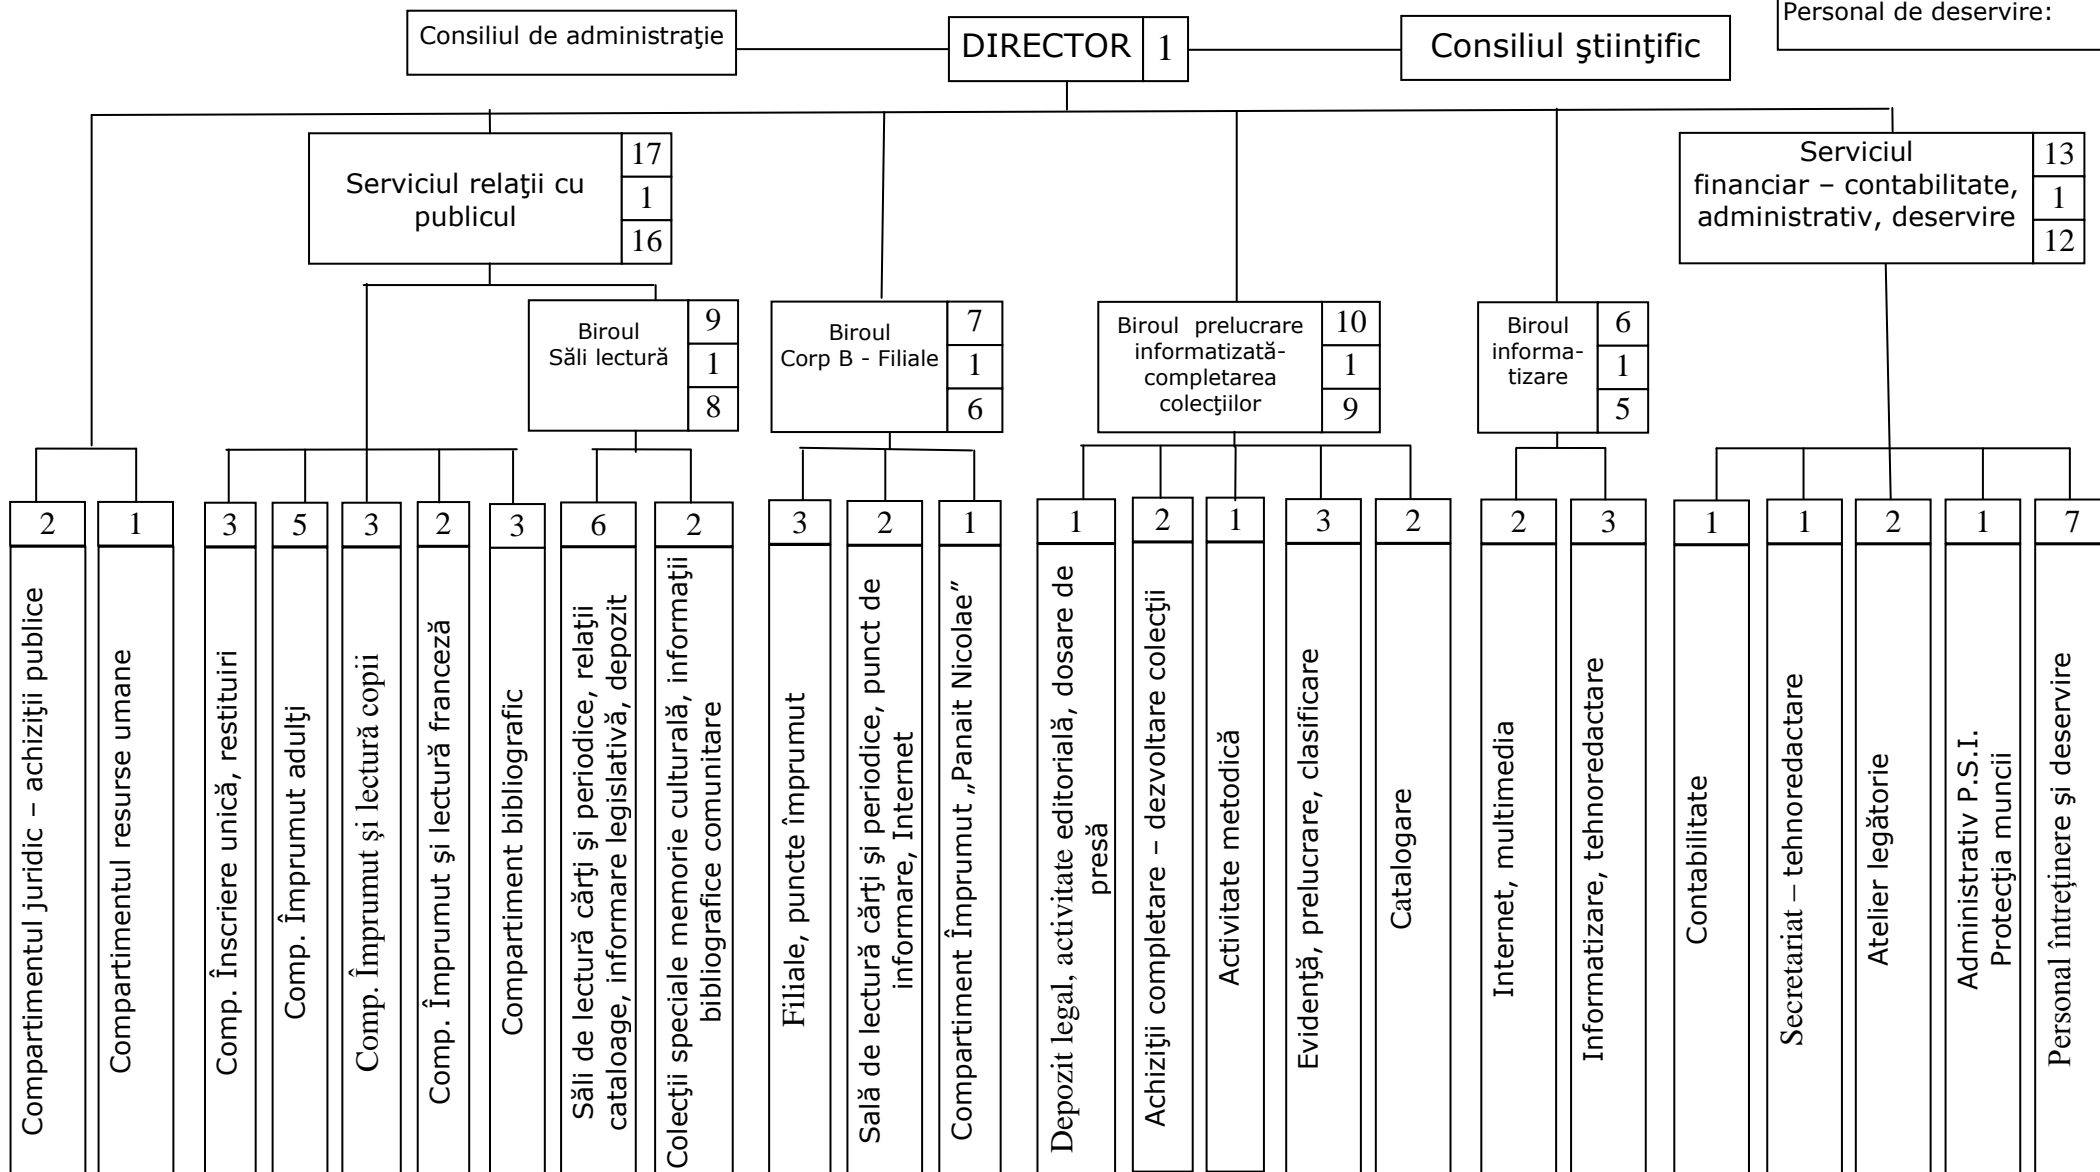 Consiliul de administraţie
DIRECTOR 1
Consiliul ştiinţific
Personal de deservire:
Serviciul relaţii cu
publicul
17
1
16
Serviciul
financiar – contabilitate,
administrativ, deservire
13
1
12
Biroul
Săli lectură
9
1
8
Biroul
Corp B - Filiale
7
1
6
Biroul prelucrare
informatizată-
completarea
colecţiilor
10
1
9
Biroul
informa-
tizare
6
1
5
2
Compartimentul juridic – achiziţii publice
1
Compartimentul resurse umane
3
Comp. Înscriere unică, restituiri
5
Comp. Împrumut adulţi
3
Comp. Împrumut şi lectură copii
2
Comp. Împrumut şi lectură franceză
3
Compartiment bibliografic
6
Săli de lectură cărţi şi periodice, relaţii
cataloage, informare legislativă, depozit
2
Colecţii speciale memorie culturală, informaţii
bibliografice comunitare
3
Filiale, puncte împrumut
2
Sală de lectură cărţi şi periodice, punct de
informare, Internet
1
Compartiment Împrumut „Panait Nicolae”
1
Depozit legal, activitate editorială, dosare de
presă
2
Achiziţii completare – dezvoltare colecţii
1
Activitate metodică
3
Evidenţă, prelucrare, clasificare
2
Catalogare
2
Internet, multimedia
3
Informatizare, tehnoredactare
1
Contabilitate
1
Secretariat – tehnoredactare
2
Atelier legătorie
1
Administrativ P.S.I.
Protecţia muncii
7
Personal întreţinere şi deservire